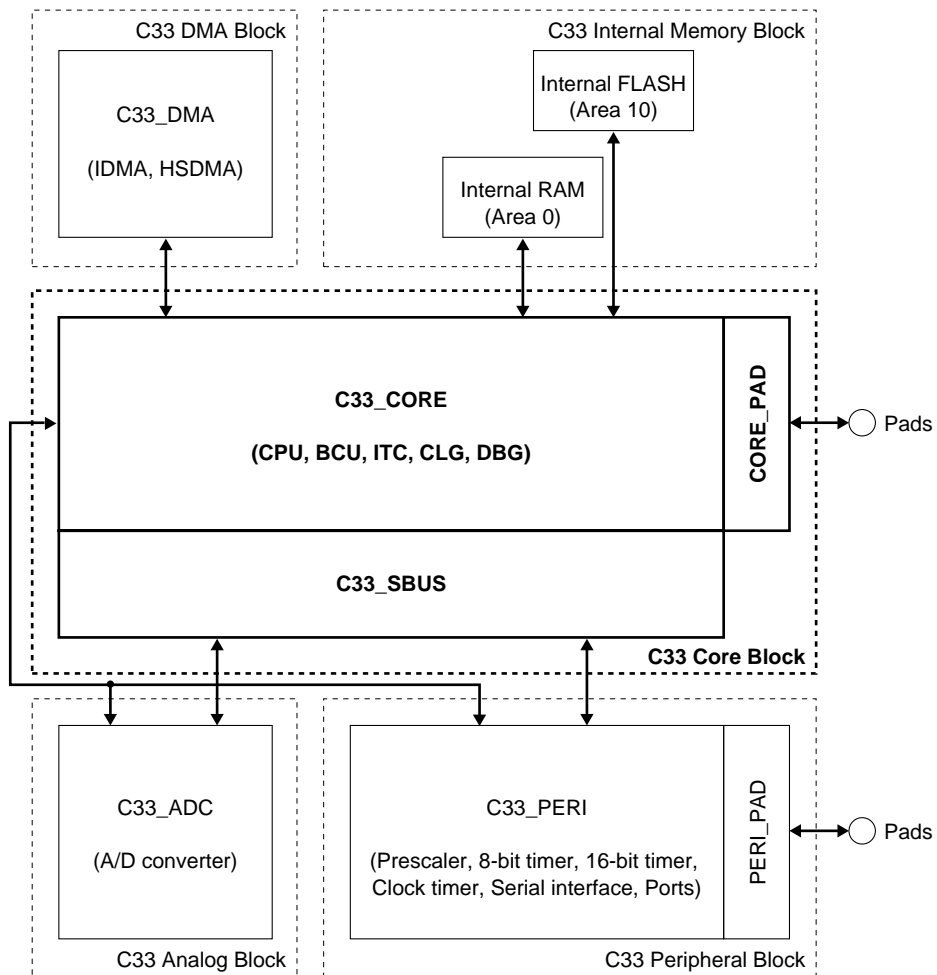 C33 DMA Block
C33 Internal Memory Block
C33_DMA
(IDMA, HSDMA)
Internal FLASH
(Area 10)
Internal RAM
(Area 0)
C33_CORE
(CPU, BCU, ITC, CLG, DBG)
CORE_PAD
Pads
C33_SBUS
C33 Core Block
C33_ADC
(A/D converter)
C33_PERI
(Prescaler, 8-bit timer, 16-bit timer,
Clock timer, Serial interface, Ports)
PERI_PAD
Pads
C33 Analog Block
C33 Peripheral Block